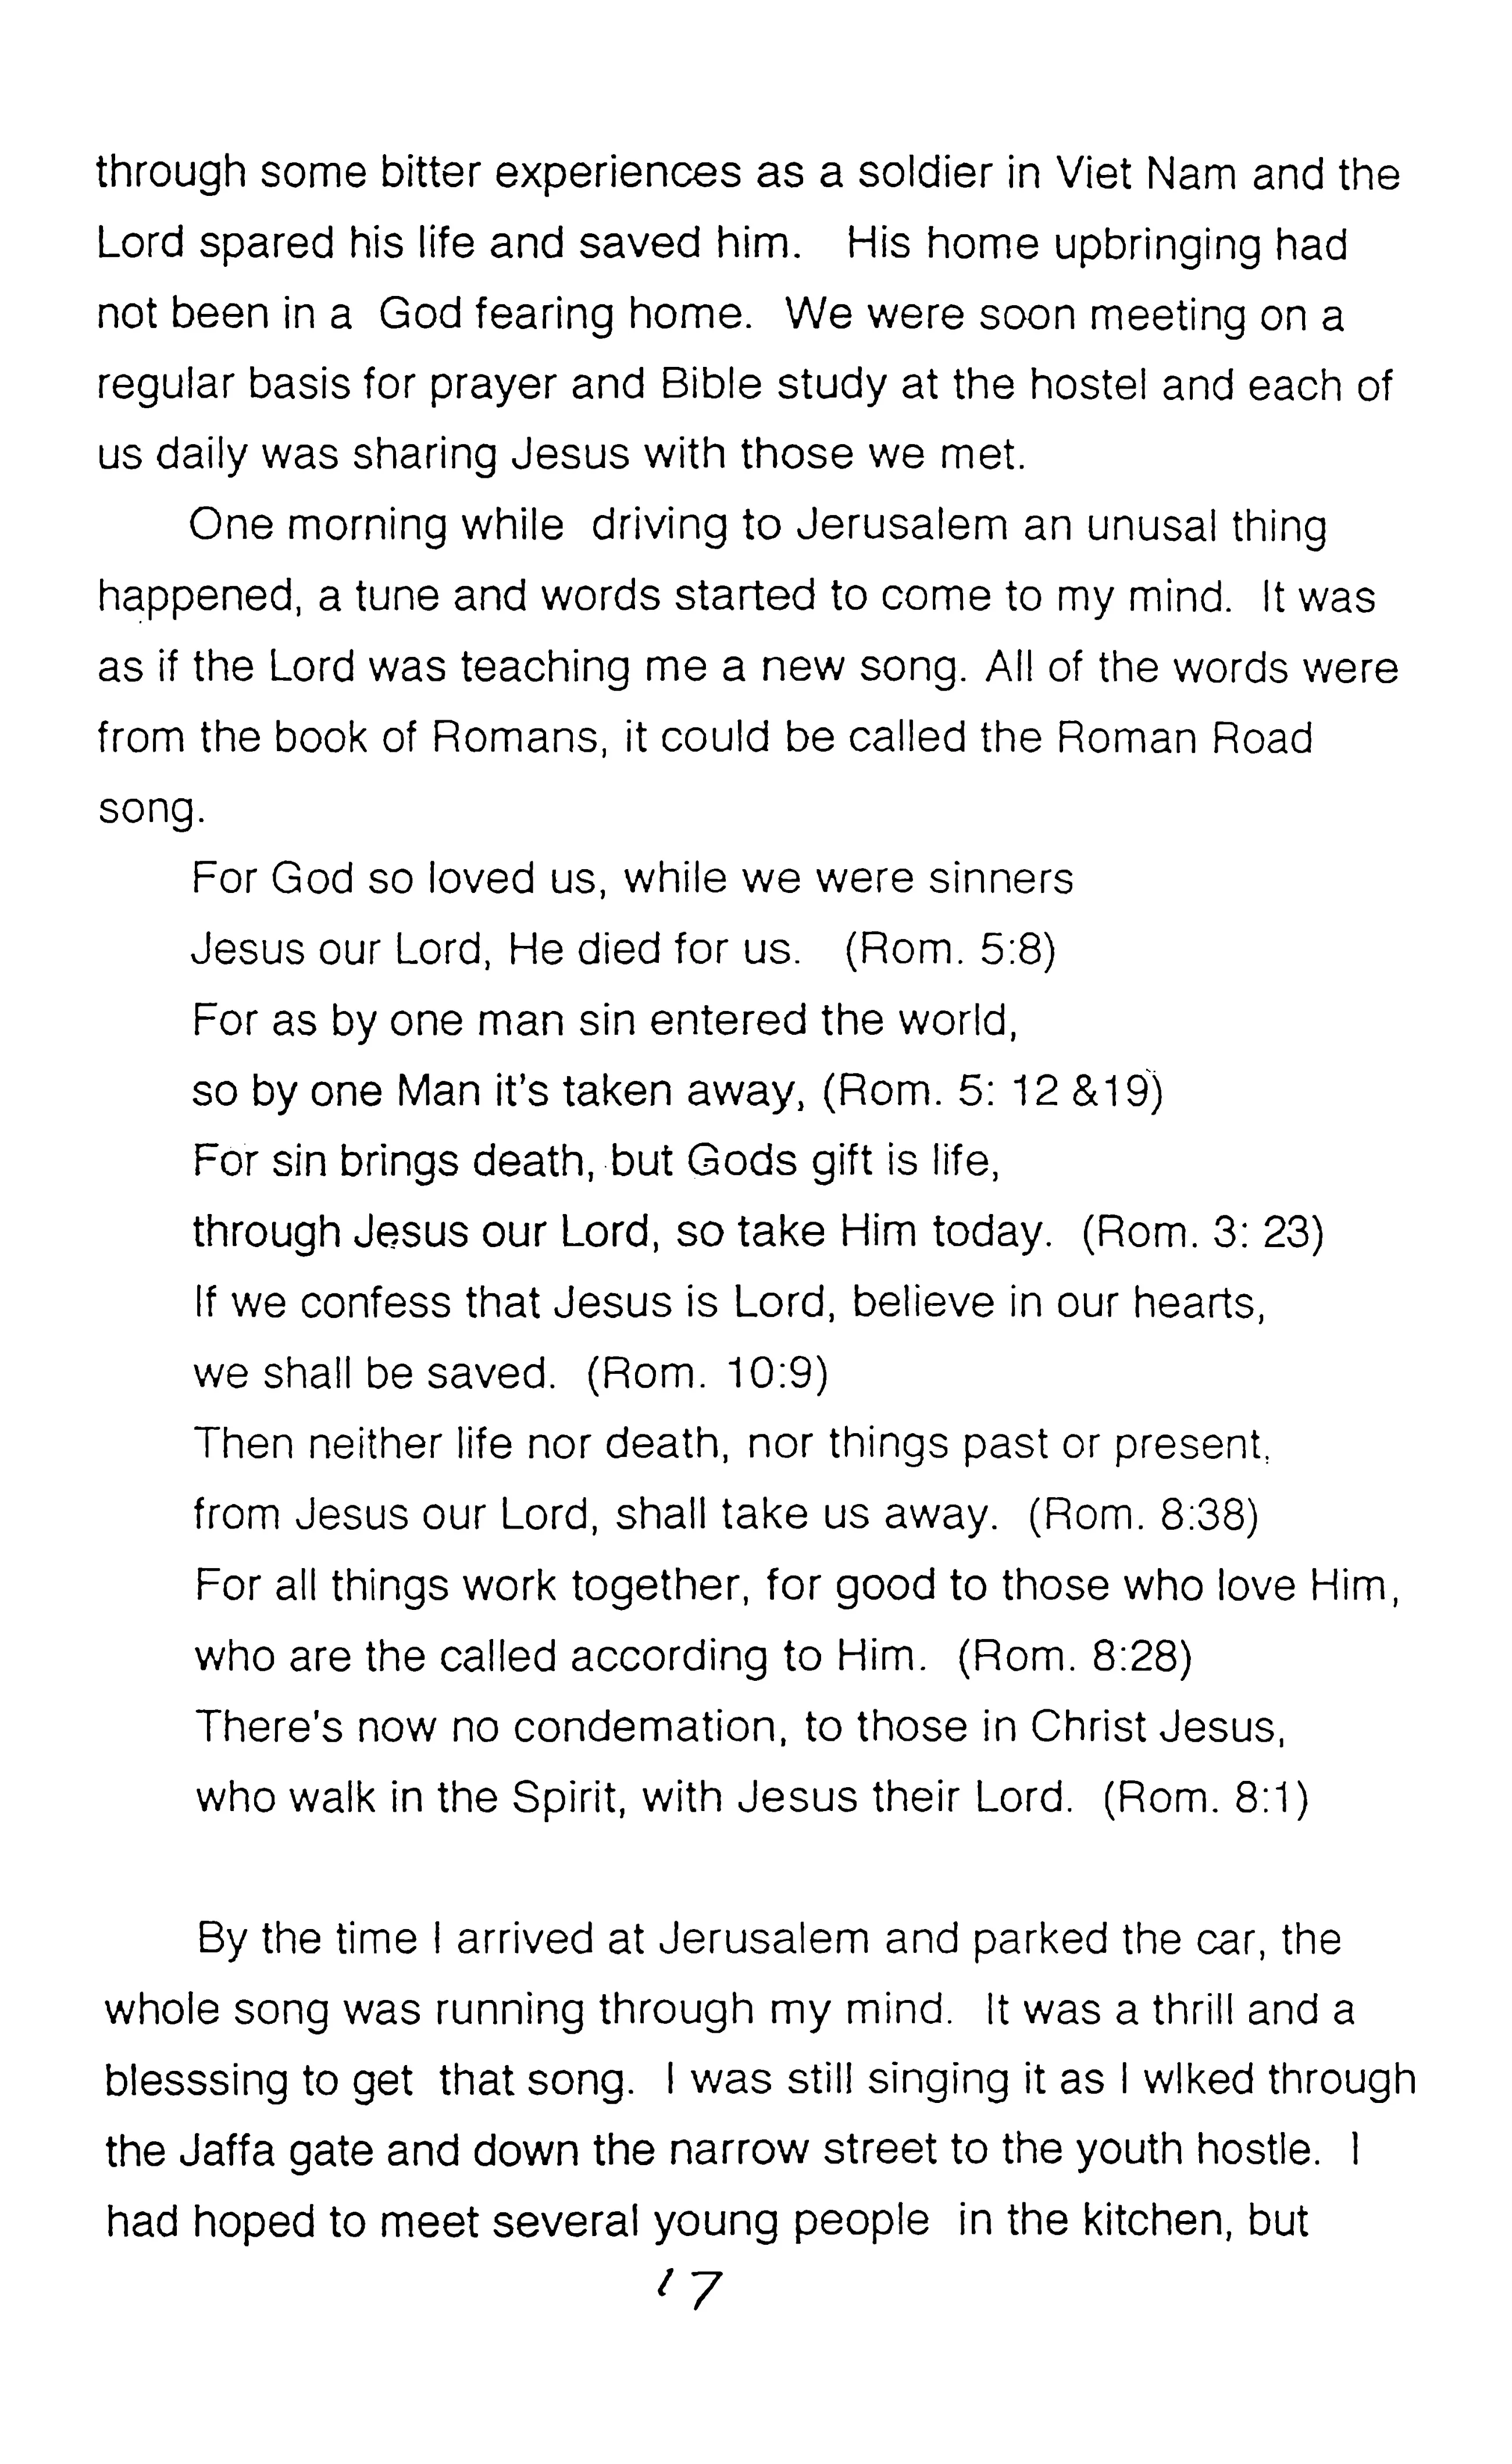 through some bitter experiences as a soldier in Viet Nam and the
Lord spared his life and saved him. His home upbringing had
not been in a God fearing home. We were soon meeting on a
regular basis for prayer and Bible study at the hostel and each of
us daily was sharing Jesus with those we met.
One morning while driving to Jerusalem an unusal thing
happened, a tune and words started to come to my mind. It was
as if the Lord was teaching me a new song. All of the words were
from the book of Romans, it could be called the Roman Road
song.
For God so loved us, while we were sinners
Jesus our Lord, He died for us. (Rom. 5:8)
For as by one man sin entered the world,
so by one Man it's taken away, (Rom. 5: 12 &19)
For sin brings death, but Gods gift is life,
through Jesus our Lord, so take Him today. (Rom. 3: 23)
If we confess that Jesus is Lord, believe in our hearts,
we shall be saved. (Rom. 10:9)
Then neither life nor death, nor things past or present,
from Jesus our Lord, shall take us away. (Rom. 8:38)
For all things work together, for good to those who love Him,
who are the called according to Him. (Rom. 8:28)
There's now no condemation, to those in Christ Jesus,
who walk in the Spirit, with Jesus their Lord. (Rom. 8:1)
By the time I arrived at Jerusalem and parked the car, the
whole song was running through my mind. It was a thrill and a
blesssing to get that song. I was still singing it as I wlked through
the Jaffa gate and down the narrow street to the youth hostle. I
had hoped to meet several young people in the kitchen, but
17